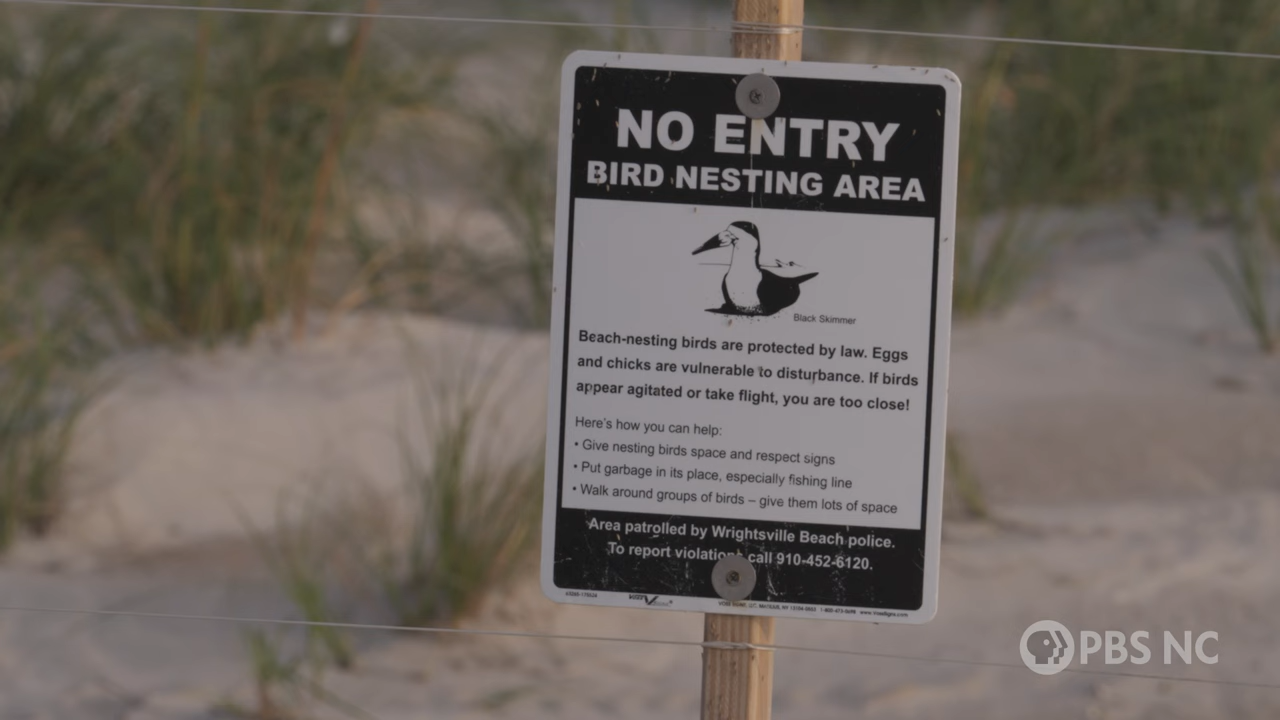 NO ENTRY
BIRD NESTING AREA
Black Skimmer
Beach-nesting birds are protected by law. Eggs
and chicks are vulnerable to disturbance. If birds
appear agitated or take flight, you are too close!
Here's how you can help:
• Give nesting birds space and respect signs
• Put garbage in its place, especially fishing line
• Walk around groups of birds – give them lots of space
Area patrolled by Wrightsville Beach police.
To report violations call 910-452-6120.
PBS NC